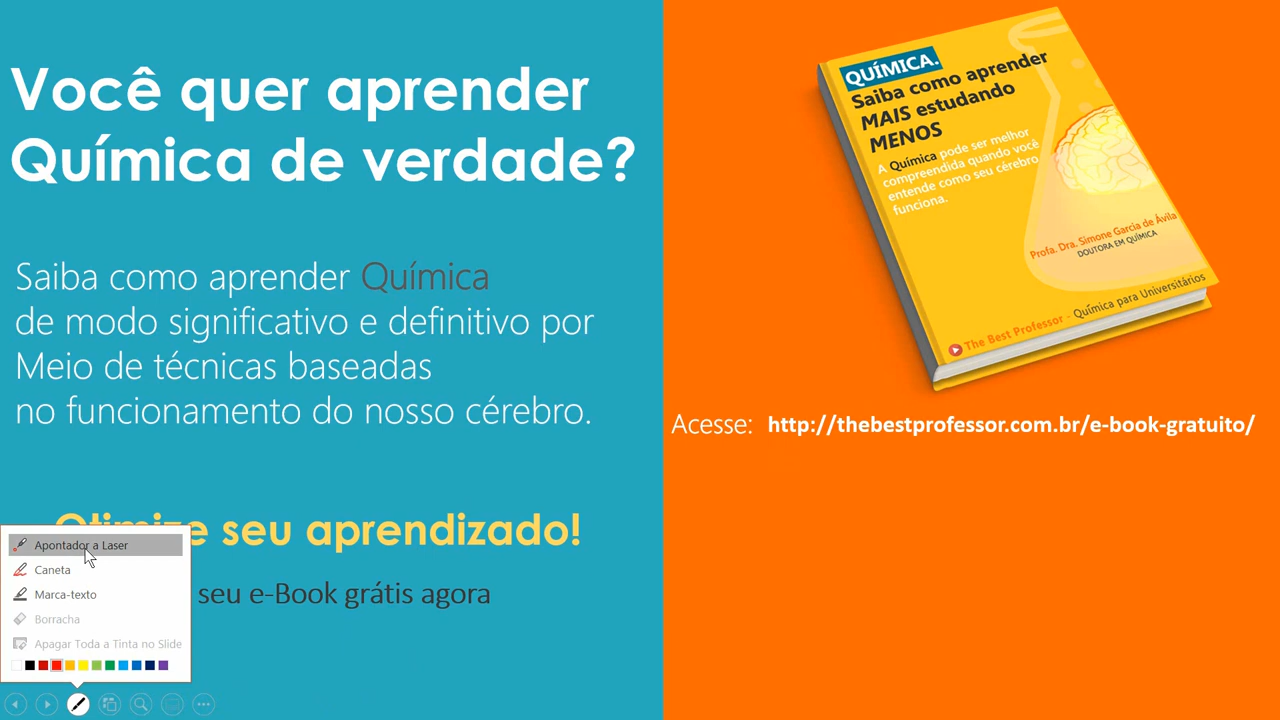 Você quer aprender
Química de verdade?
Saiba como aprender Química
de modo significativo e definitivo por
Meio de técnicas baseadas
no funcionamento do nosso cérebro.
Otimize seu aprendizado!
seu e-Book grátis agora
Apontador a Laser
Caneta
Marca-texto
Borracha
Apagar Toda a Tinta no Slide
QUÍMICA.
Saiba como aprender
MAIS estudando
MENOS
A Química pode ser melhor
compreendida quando você
entende como seu cérebro
funciona.
Profa. Dra. Simone Garcia de Ávila
DOUTORA EM QUÍMICA
The Best Professor - Química para Universitários
Acesse: http://thebestprofessor.com.br/e-book-gratuito/